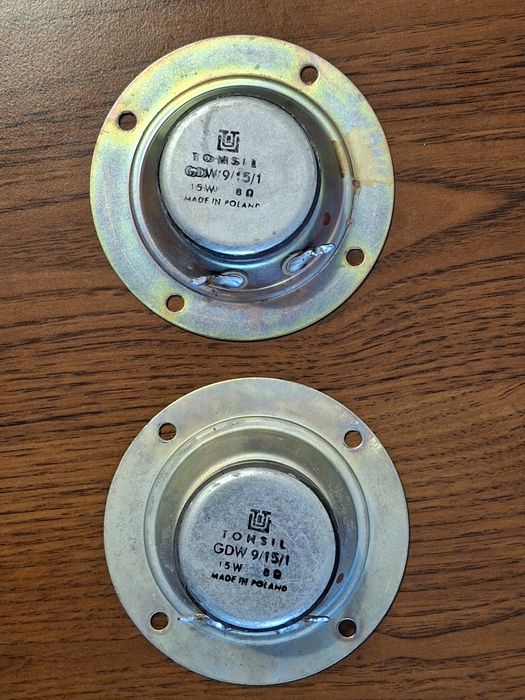 TONSIL
GDW 9/15/1
15W 8Ω
MADE IN POLAND
TONSIL
GDW 9/15/1
15W 8Ω
MADE IN POLAND